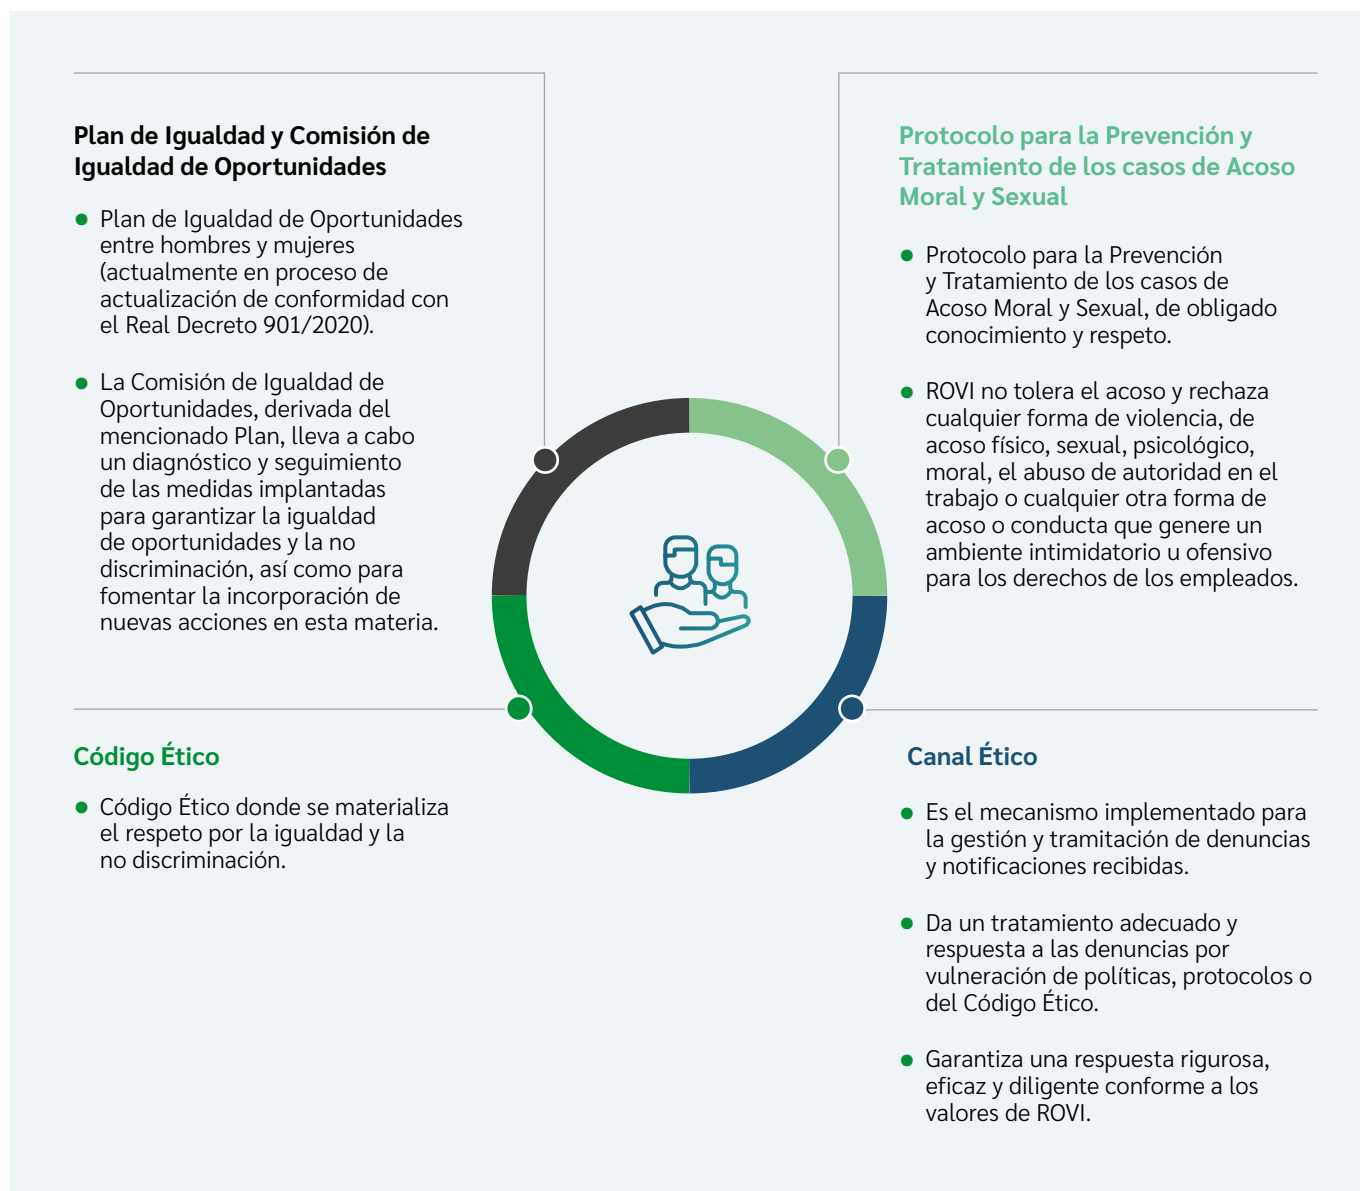 Plan de Igualdad y Comisión de
Igualdad de Oportunidades
Plan de Igualdad de Oportunidades
entre hombres y mujeres
(actualmente en proceso de
actualización de conformidad con
el Real Decreto 901/2020).
La Comisión de Igualdad de
Oportunidades, derivada del
mencionado Plan, lleva a cabo
un diagnóstico y seguimiento
de las medidas implantadas
para garantizar la igualdad
de oportunidades y la no
discriminación, así como para
fomentar la incorporación de
nuevas acciones en esta materia.
Protocolo para la Prevención y
Tratamiento de los casos de Acoso
Moral y Sexual
Protocolo para la Prevención
y Tratamiento de los casos de
Acoso Moral y Sexual, de obligado
conocimiento y respeto.
ROVI no tolera el acoso y rechaza
cualquier forma de violencia, de
acoso físico, sexual, psicológico,
moral, el abuso de autoridad en el
trabajo o cualquier otra forma de
acoso o conducta que genere un
ambiente intimidatorio u ofensivo
para los derechos de los empleados.
Código Ético
Código Ético donde se materializa
el respeto por la igualdad y la
no discriminación.
Canal Ético
Es el mecanismo implementado para
la gestión y tramitación de denuncias
y notificaciones recibidas.
Da un tratamiento adecuado y
respuesta a las denuncias por
vulneración de políticas, protocolos o
del Código Ético.
Garantiza una respuesta rigurosa,
eficaz y diligente conforme a los
valores de ROVI.